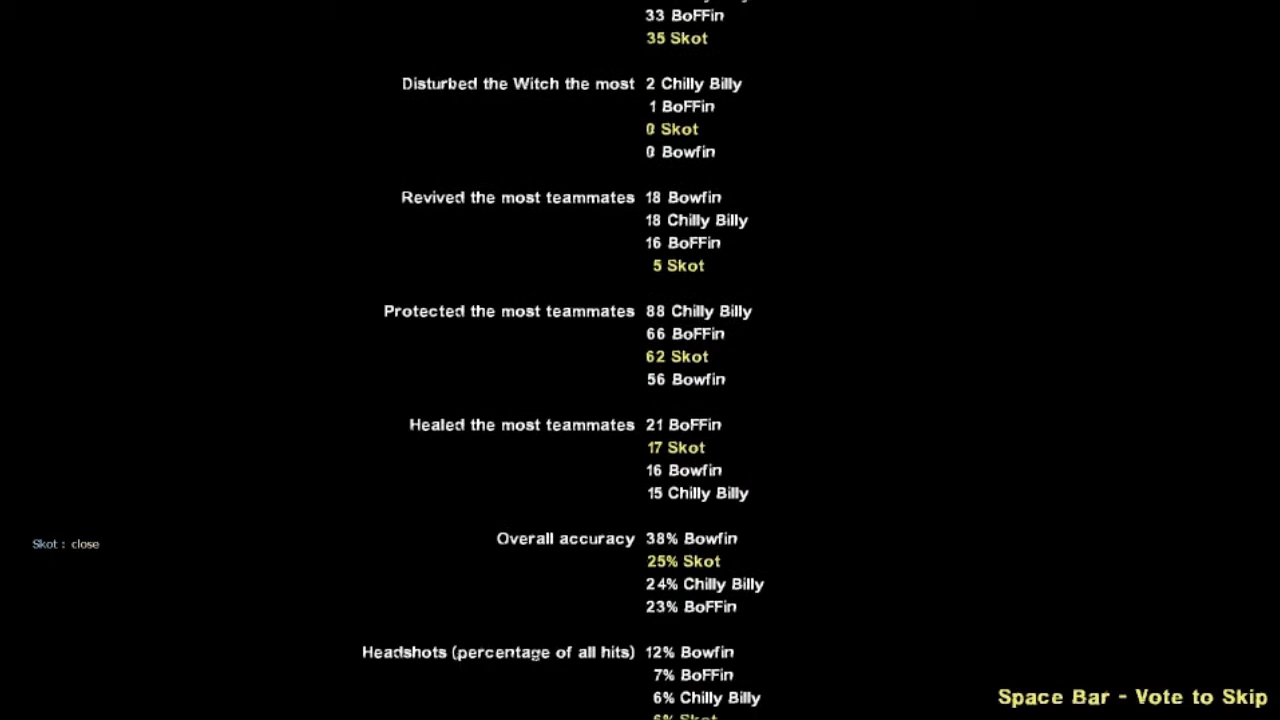 33 BoFFin
35 Skot
Disturbed the Witch the most 2 Chilly Billy
1 BoFFin
0 Skot
0 Bowfin
Revived the most teammates 18 Bowfin
18 Chilly Billy
16 BoFFin
5 Skot
Protected the most teammates 88 Chilly Billy
66 BoFFin
62 Skot
56 Bowfin
Healed the most teammates 21 BoFFin
17 Skot
16 Bowfin
15 Chilly Billy
Overall accuracy 38% Bowfin
Skot : close
25% Skot
24% Chilly Billy
23% BoFFin
Headshots (percentage of all hits) 12% Bowfin
7% BoFFin
6% Chilly Billy
6% Skot
Space Bar - Vote to Skip